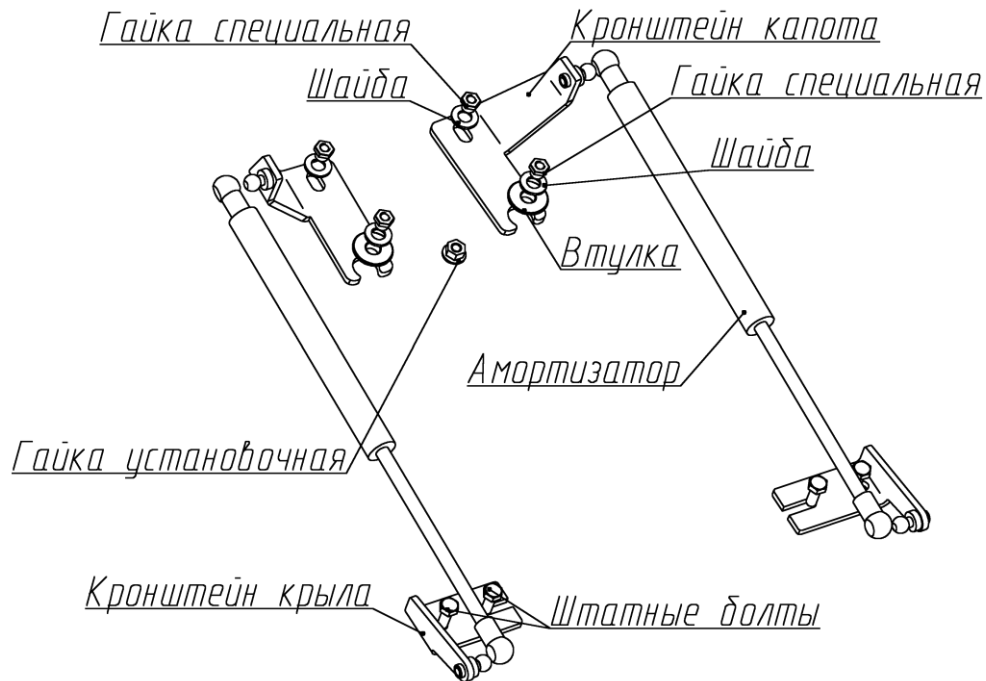 Гайка специальная
Кронштейн капота
Шайба
Гайка специальная
Шайба
Втулка
Амортизатор
Гайка установочная
Кронштейн крыла
Штатные болты